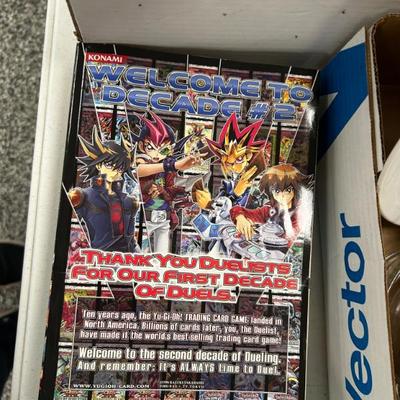 KONAMI
WELCOME TO
DECADE #2
THANK YOU DUELISTS
FOR OUR FIRST DECADE
OF DUELS.
Ten years ago, the Yu-Gi-Oh! TRADING CARD GAME landed in
North America. Billions of cards later, you, the Duelist,
have made it the world's best-selling trading card game!
Welcome to the second decade of Dueling.
And remember: it's ALWAYS time to Duel.
WWW.YUGIOH-CARD.COM
Vector